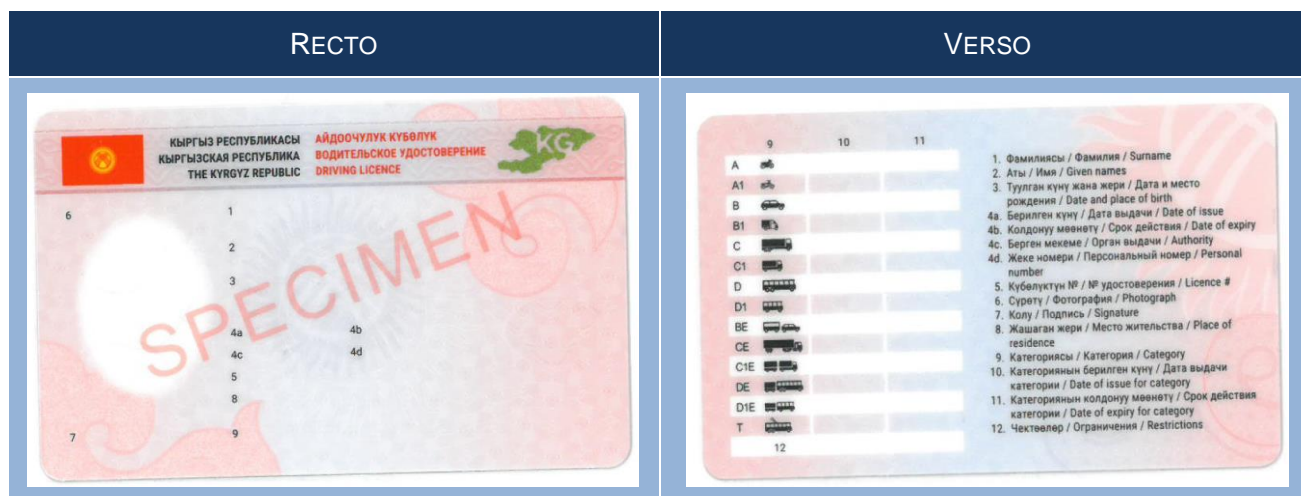 RECTO
VERSO
КЫРГЫЗ РЕСПУБЛИКАСЫ
КЫРГЫЗСКАЯ РЕСПУБЛИКА
THE KYRGYZ REPUBLIC
АЙДООЧУЛУК КҮБӨЛҮК
ВОДИТЕЛЬСКОЕ УДОСТОВЕРЕНИЕ
DRIVING LICENCE
KG
6
1
2
3
4a
4b
4c
4d
5
8
7
9
SPECIMEN
9 10 11
A
A1
B
B1
C
C1
D
D1
BE
CE
C1E
DE
D1E
T
12
1. Фамилиясы / Фамилия / Surname
2. Аты / Имя / Given names
3. Туулган күнү жана жери / Дата и место
рождения / Date and place of birth
4a. Берилген күнү / Дата выдачи / Date of issue
4b. Колдонуу мөөнөтү / Срок действия / Date of expiry
4c. Берген мекеме / Орган выдачи / Authority
4d. Жеке номери / Персональный номер / Personal
number
5. Күбөлүктүн № / № удостоверения / Licence #
6. Сүрөтү / Фотография / Photograph
7. Колу / Подпись / Signature
8. Жашаган жери / Место жительства / Place of
residence
9. Категориясы / Категория / Category
10. Категориянын берилген күнү / Дата выдачи
категории / Date of issue for category
11. Категориянын колдонуу мөөнөтү / Срок действия
категории / Date of expiry for category
12. Чектөөлөр / Ограничения / Restrictions